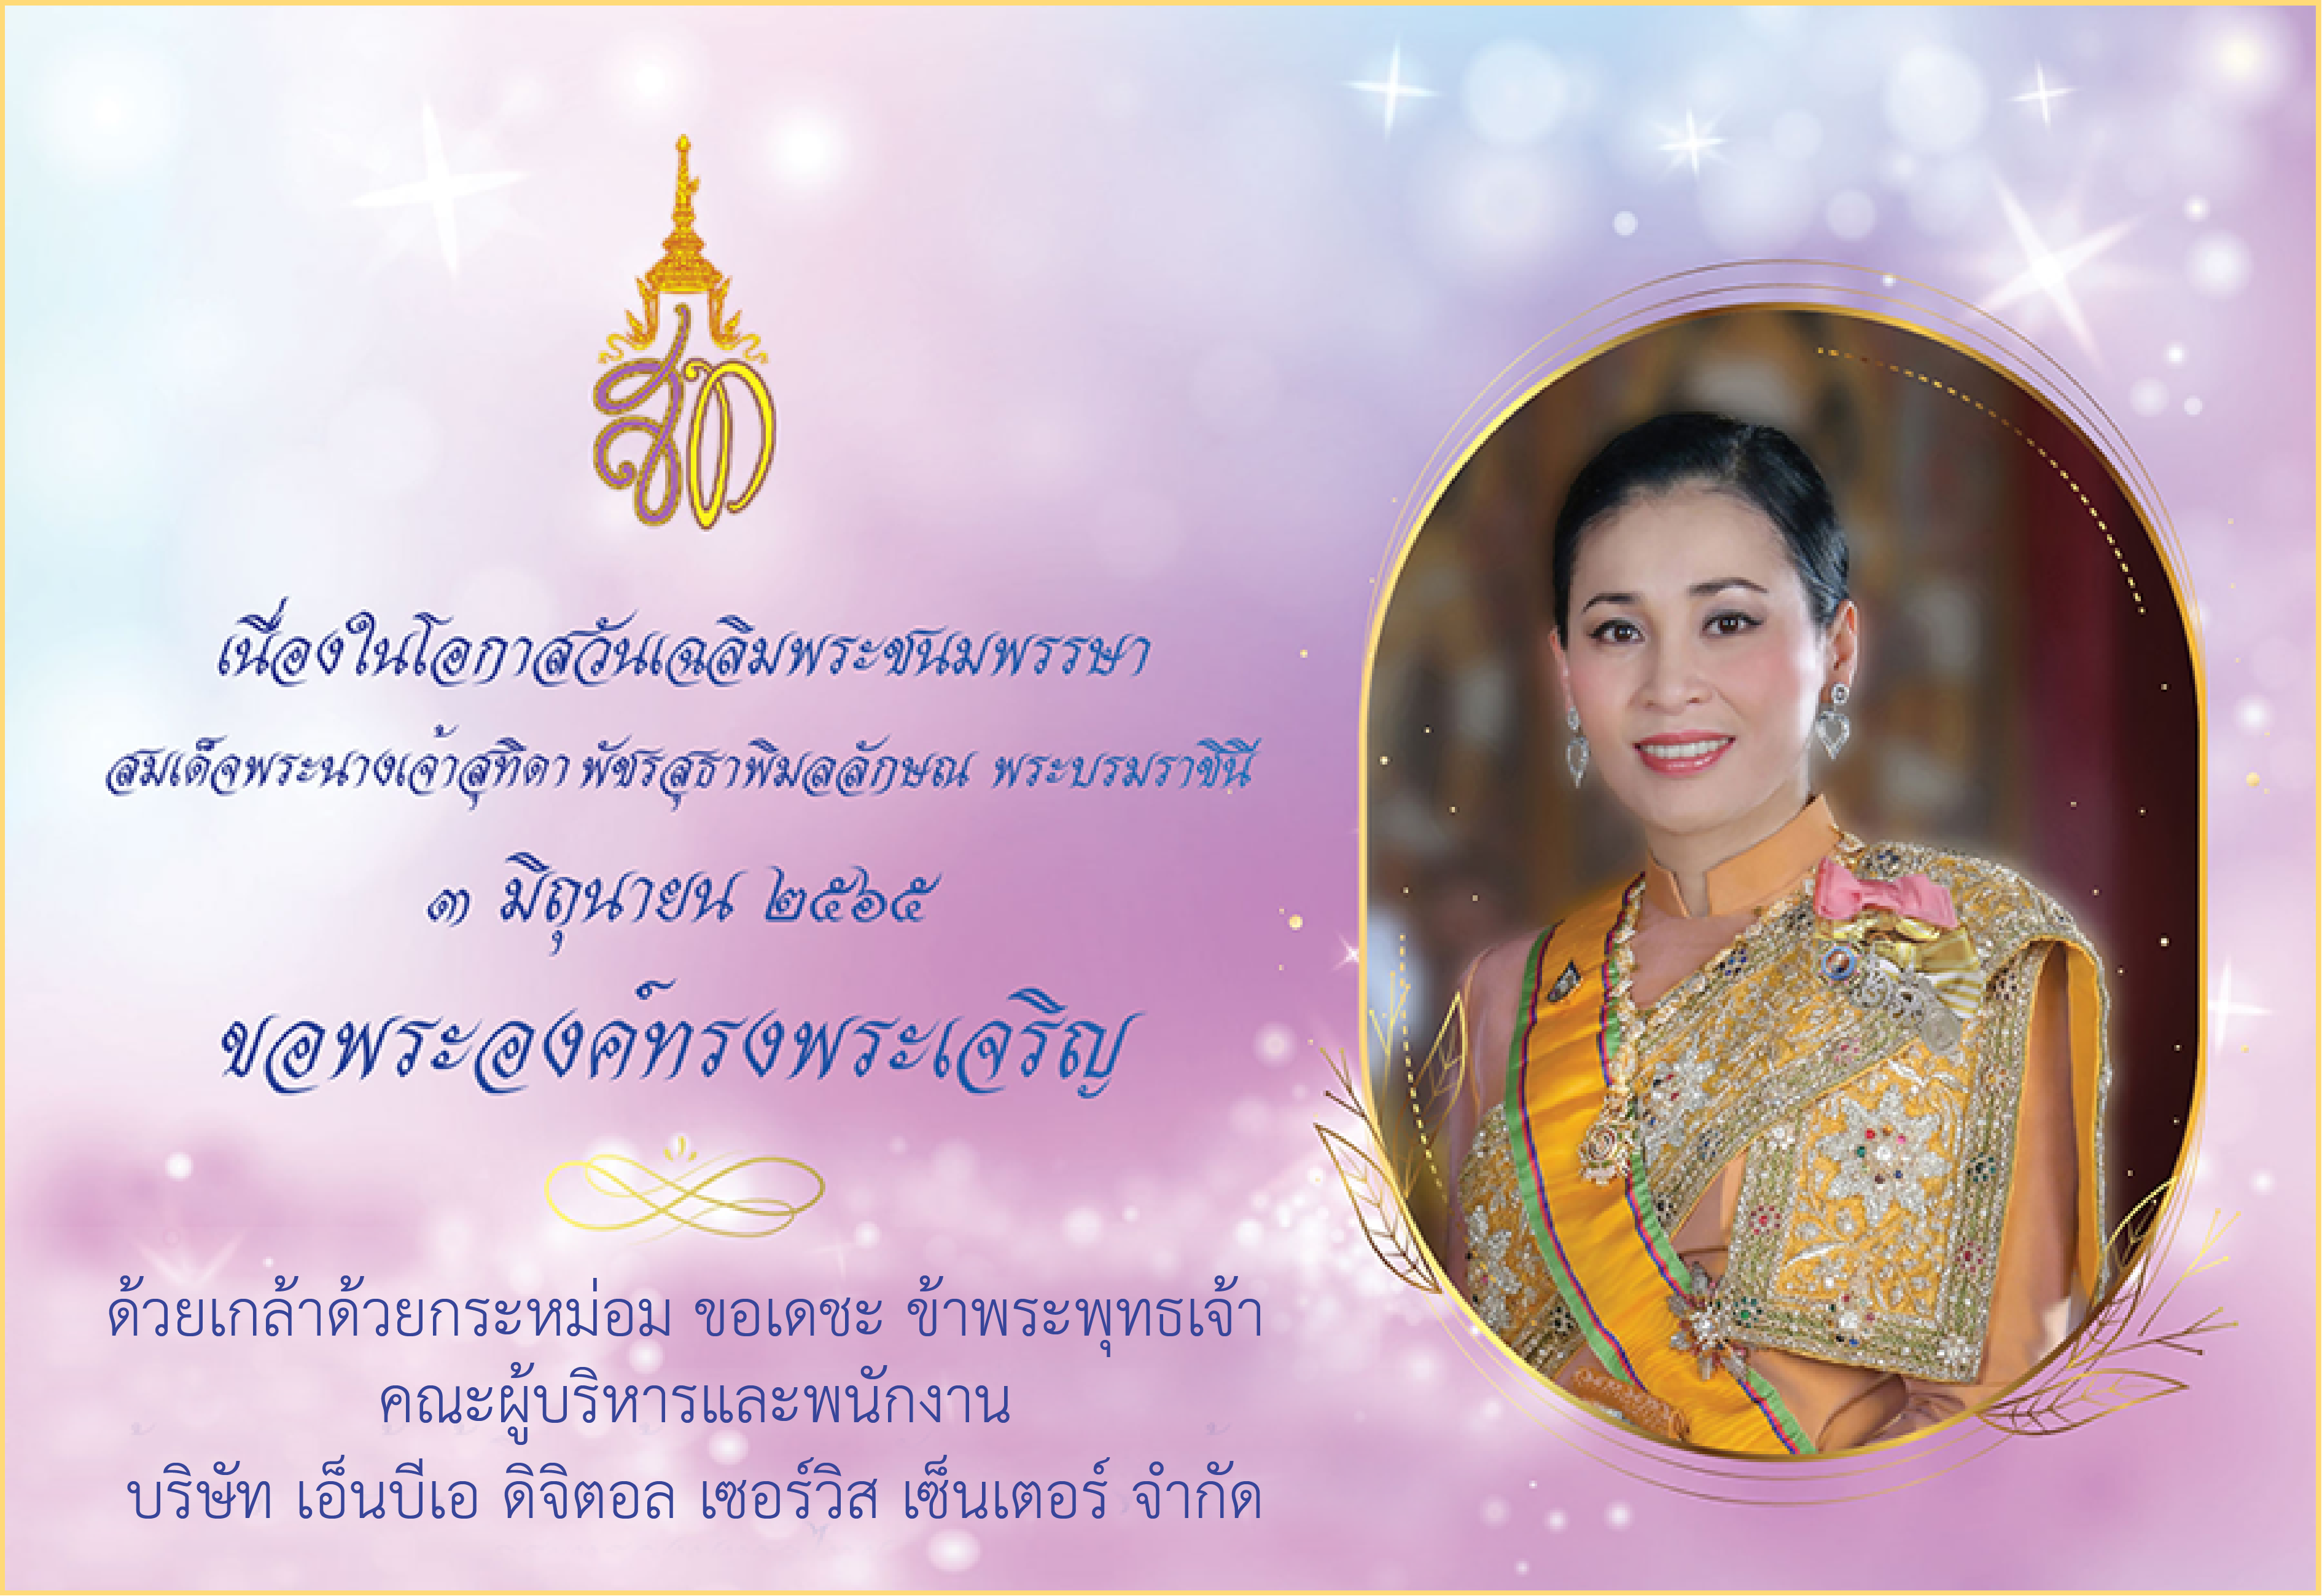 สท
เนื่องในโอกาสวันเฉลิมพระชนมพรรษา
สมเด็จพระนางเจ้าสุทิดา พัชรสุธาพิมลลักษณ พระบรมราชินี
๓ มิถุนายน ๒๕๖๕
ขอพระองค์ทรงพระเจริญ
ด้วยเกล้าด้วยกระหม่อม ขอเดชะ ข้าพระพุทธเจ้า
คณะผู้บริหารและพนักงาน
บริษัท เอ็นบีเอ ดิจิตอล เซอร์วิส เซ็นเตอร์ จำกัด